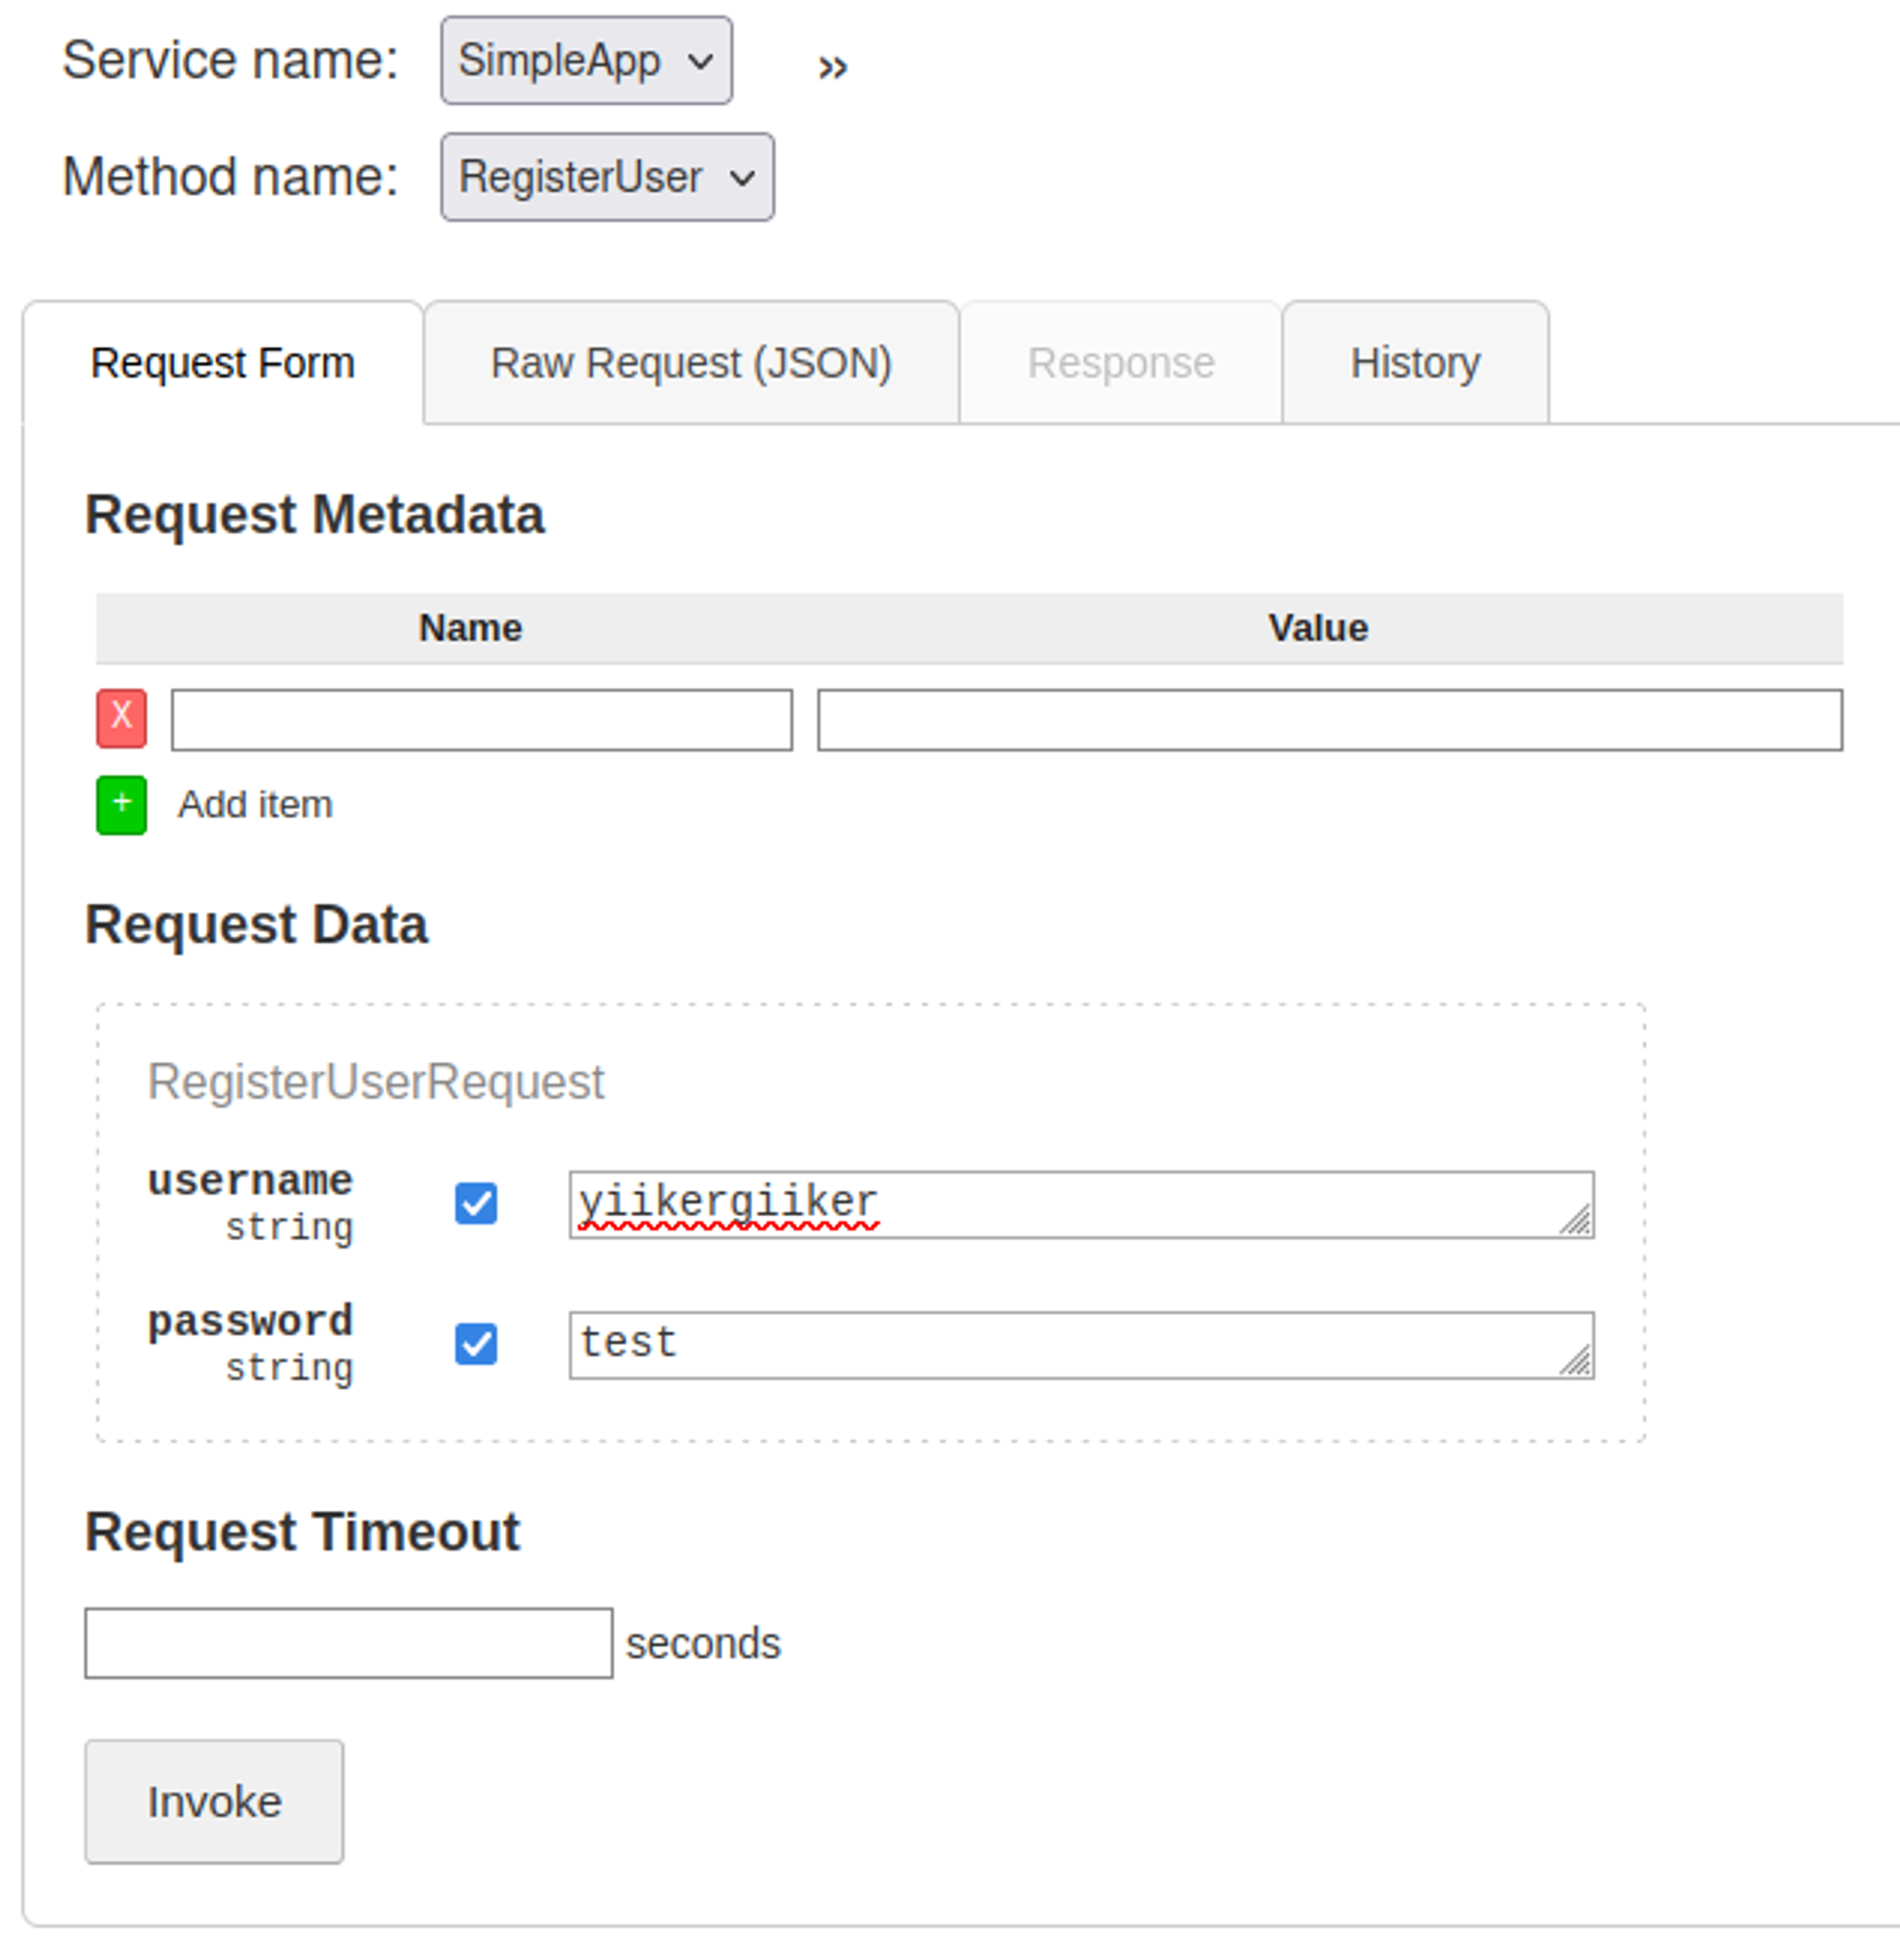 Service name: SimpleApp »
Method name: RegisterUser
Request Form Raw Request (JSON) Response History
Request Metadata
Name Value
X
+ Add item
Request Data
RegisterUserRequest
username yiikergiiker
string
password test
string
Request Timeout
seconds
Invoke